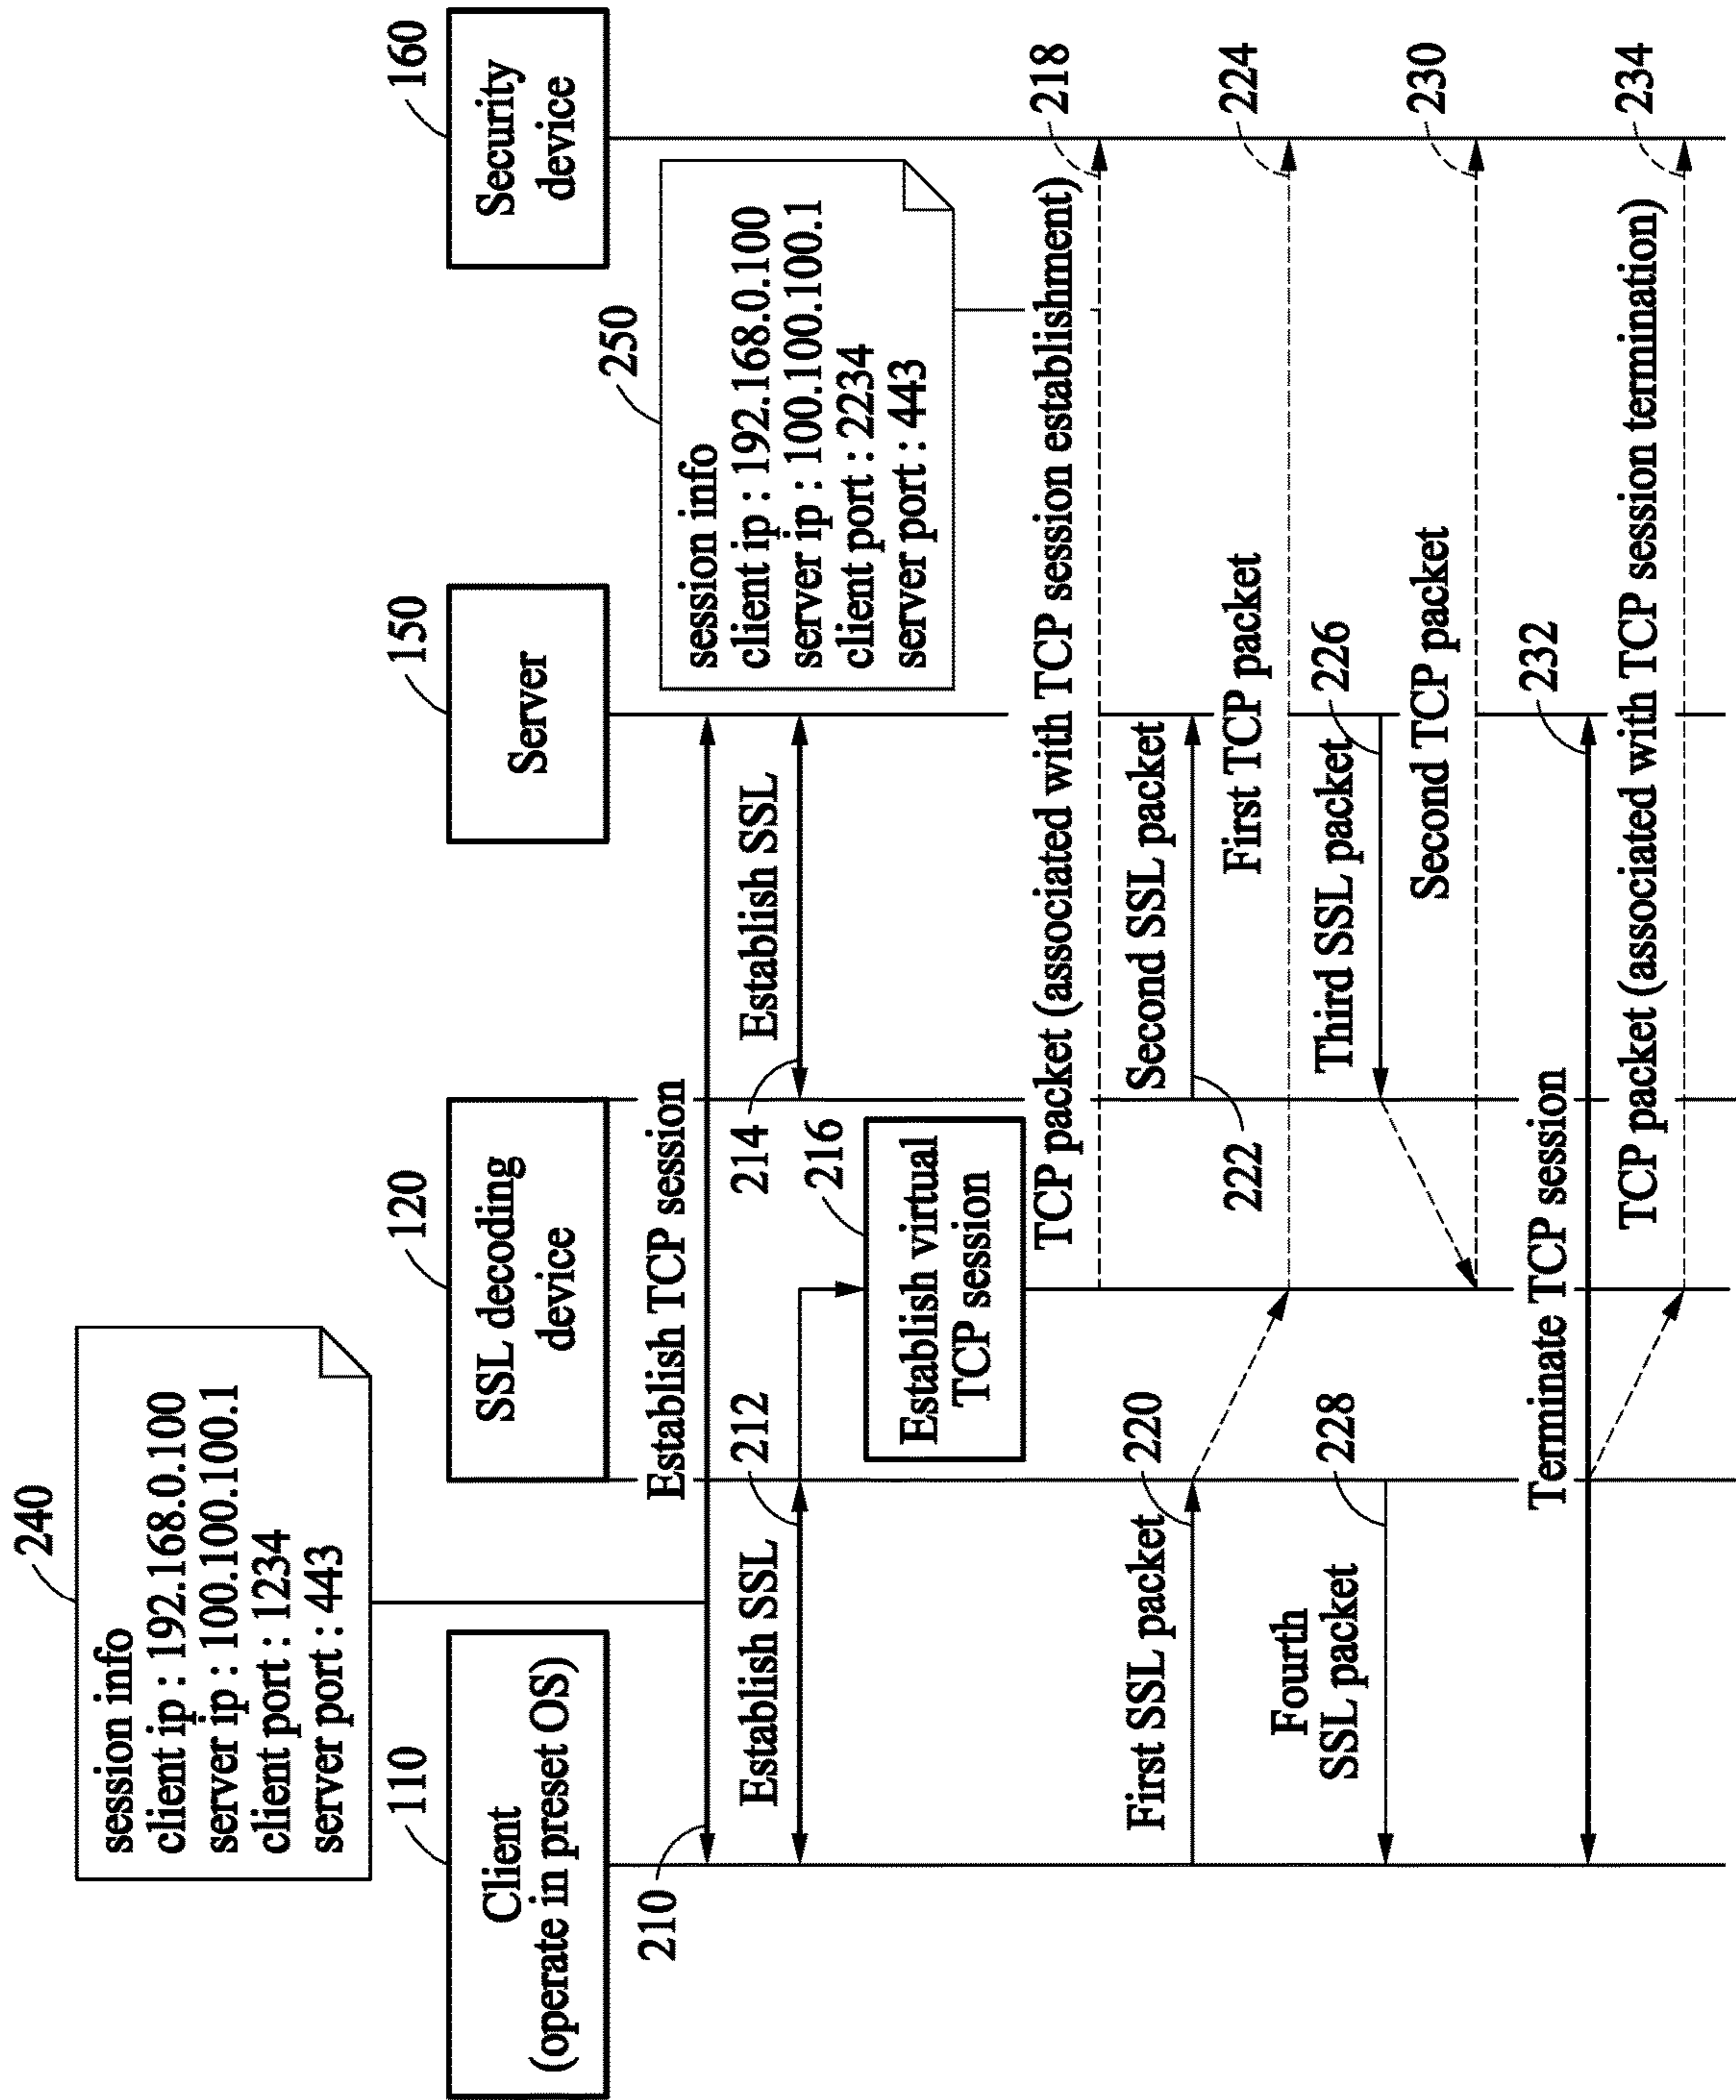 240
session info
client ip : 192.168.0.100
server ip : 100.100.100.1
client port : 1234
server port : 443
110
Client
(operate in preset OS)
120
SSL decoding
device
150
Server
160
Security
device
210
Establish TCP session
250
session info
client ip : 192.168.0.100
server ip : 100.100.100.1
client port : 2234
server port : 443
Establish SSL
212
214
Establish SSL
216
Establish virtual
TCP session
TCP packet (associated with TCP session establishment)
218
First SSL packet
220
222
Second SSL packet
First TCP packet
224
Third SSL packet
226
Fourth
SSL packet
228
Second TCP packet
230
Terminate TCP session
232
TCP packet (associated with TCP session termination)
234